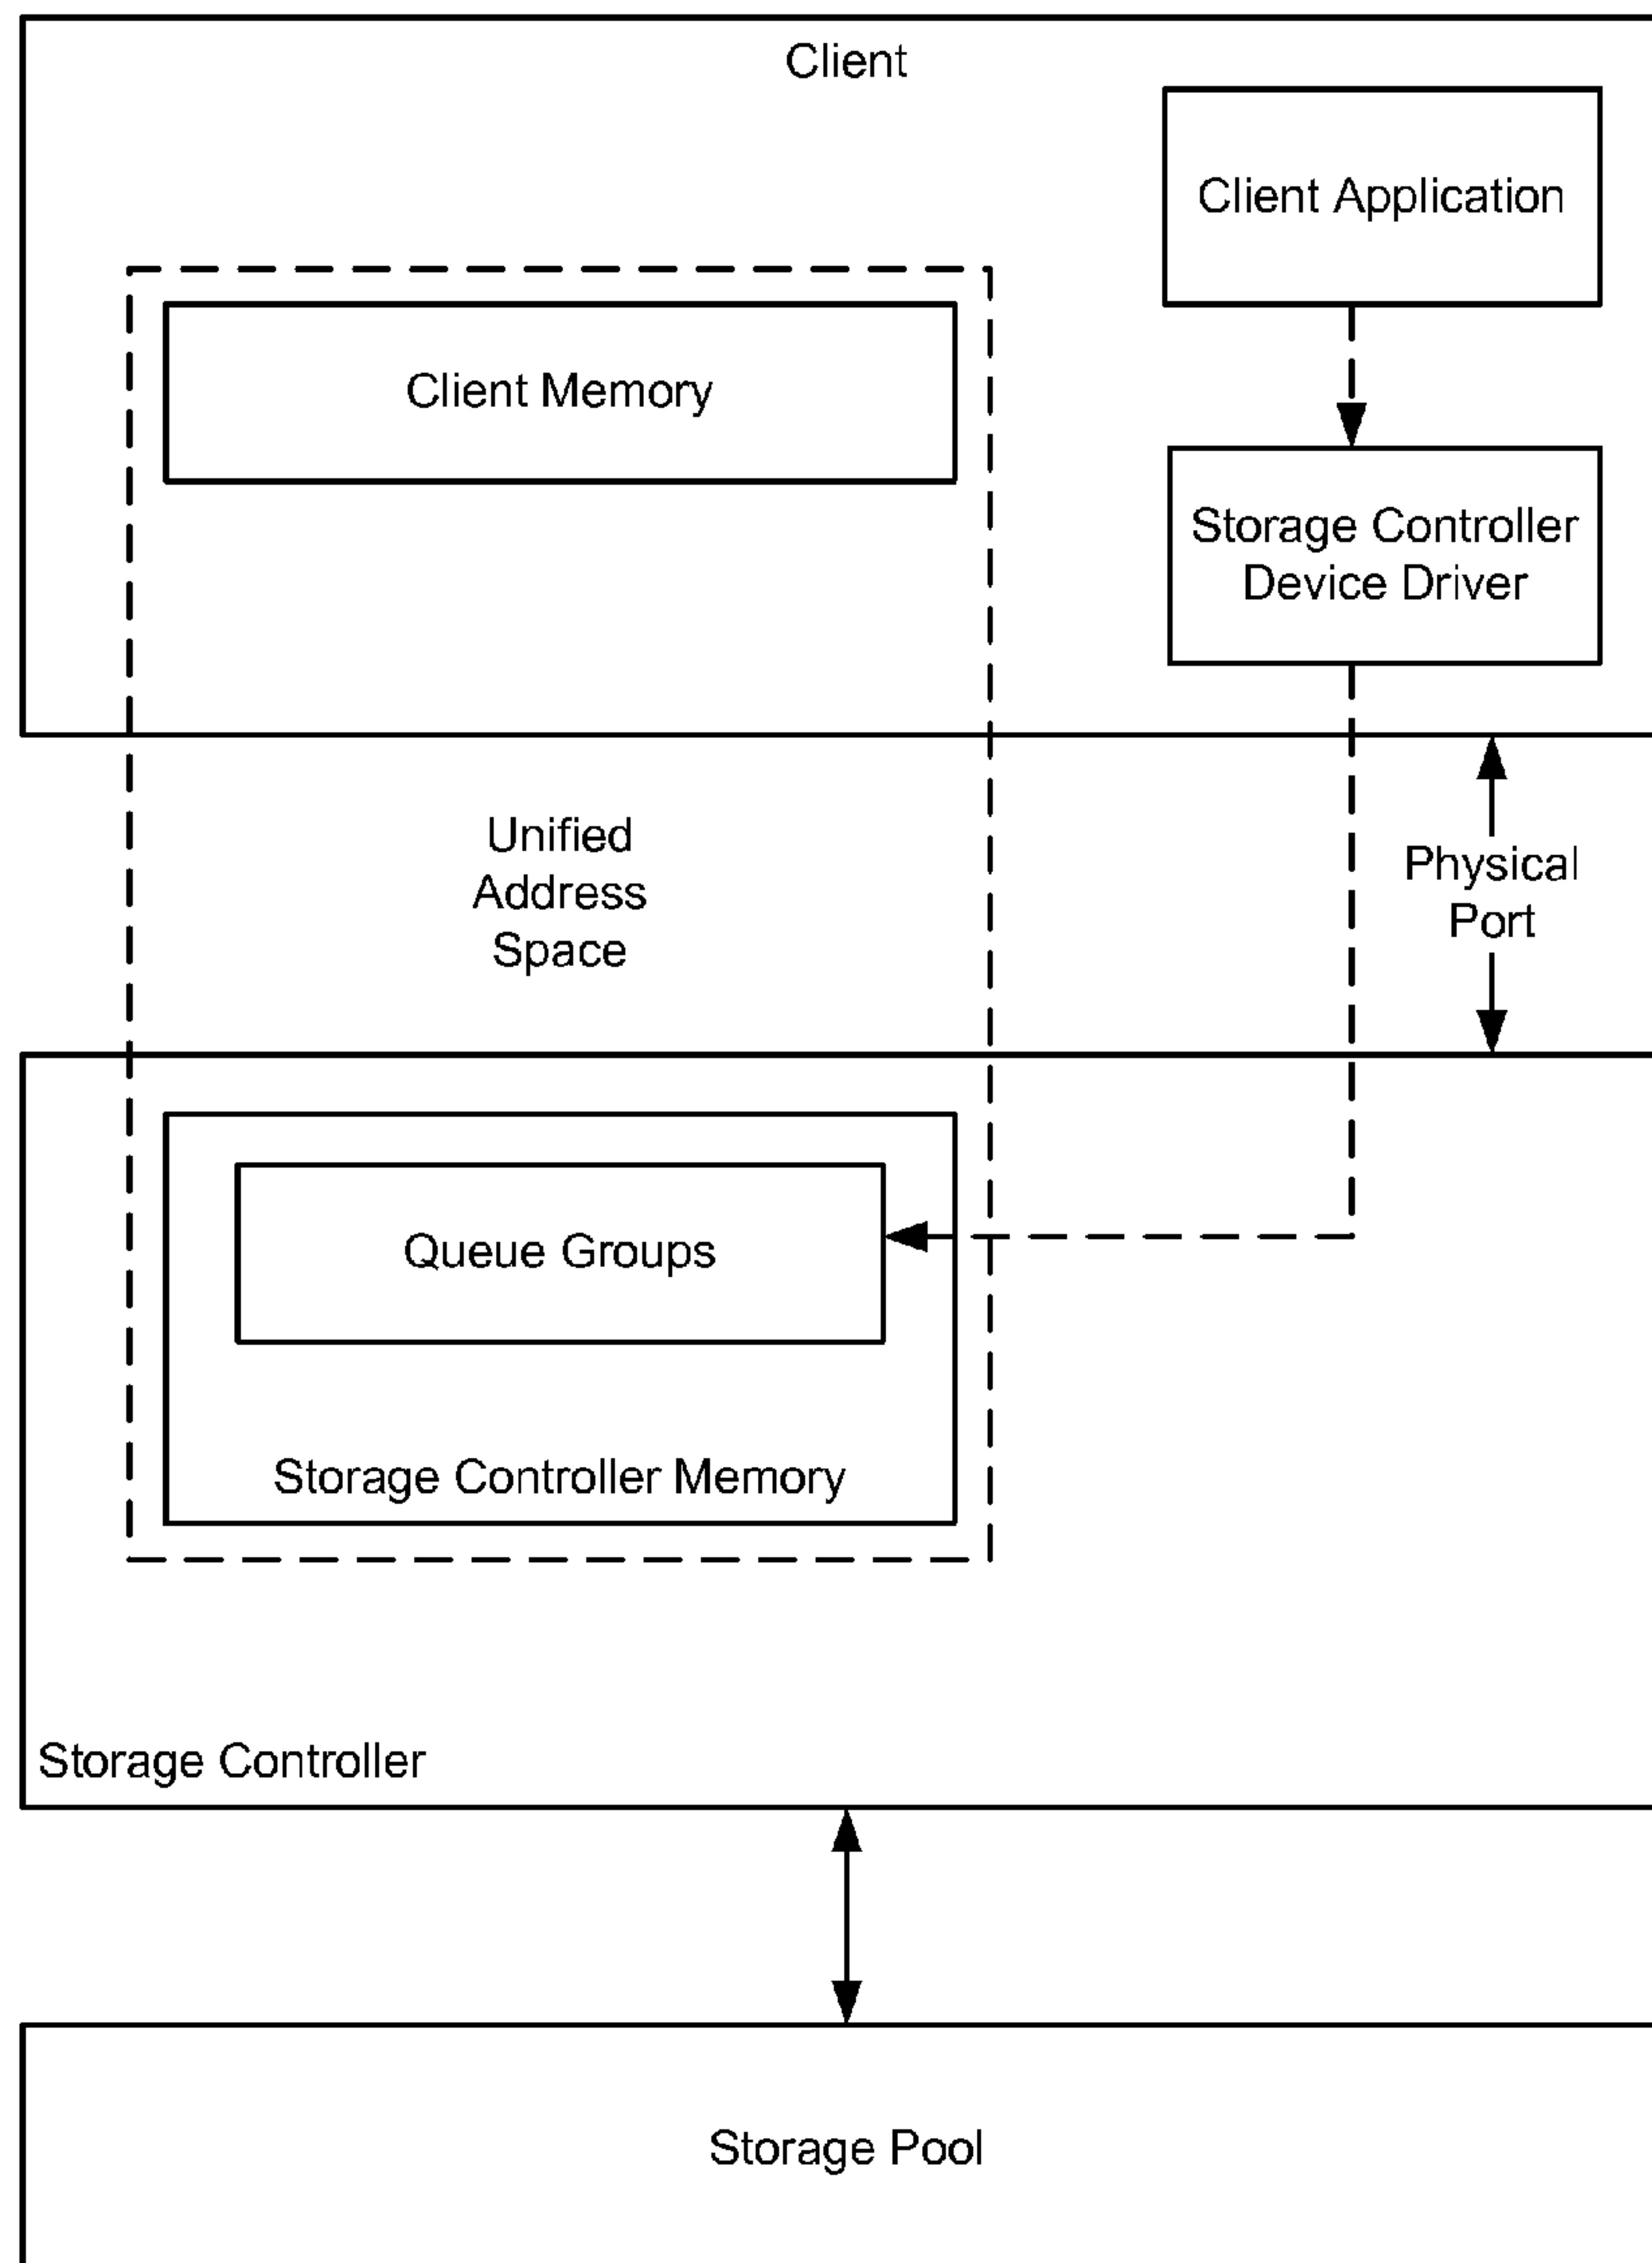 Client
Client Application
Client Memory
Storage Controller
Device Driver
Unified
Address
Space
Physical
Port
Queue Groups
Storage Controller Memory
Storage Controller
Storage Pool